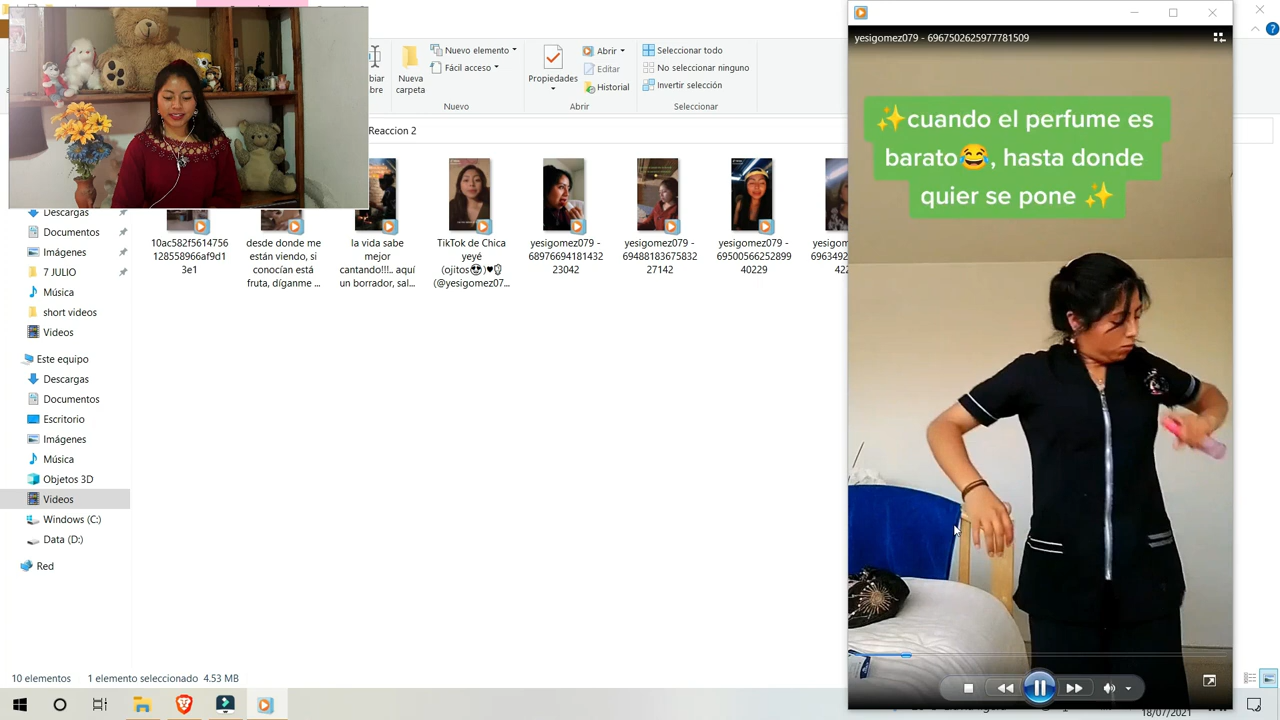 Nuevo elemento
Abrir
Seleccionar todo
Fácil acceso
Editar
No seleccionar ninguno
Nueva
carpeta
Propiedades
Historial
Invertir selección
Nuevo
Abrir
Seleccionar
Reaccion 2
Descargas
Documentos
Imágenes
7 JULIO
Música
short videos
Videos
Este equipo
Descargas
Documentos
Escritorio
Imágenes
Música
Objetos 3D
Videos
Windows (C:)
Data (D:)
Red
10ac582f5614756
128558966af9d1
3e1
desde donde me
están viendo, si
conocían está
fruta, díganme ...
la vida sabe
mejor
cantando!!!.. aquí
un borrador, sal...
TikTok de Chica
yeyé
(ojitos😎)♥️👂
(@yesigomez07...
yesigomez079 -
68976694181432
23042
yesigomez079 -
69488183675832
27142
yesigomez079 -
69500566252899
40229
10 elementos 1 elemento seleccionado 4.53 MB
yesigomez079 - 6967502625977781509
✨cuando el perfume es
barato😂, hasta donde
quier se pone ✨
18/07/2021